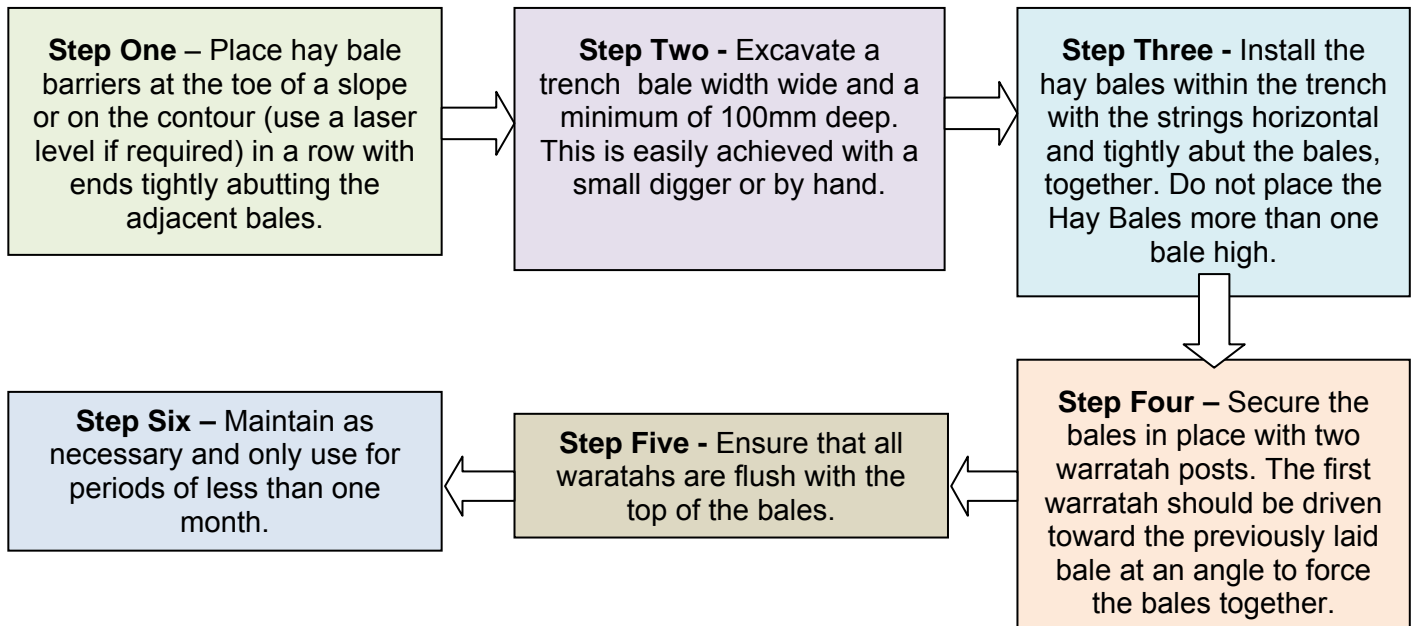 Step One – Place hay bale
barriers at the toe of a slope
or on the contour (use a laser
level if required) in a row with
ends tightly abutting the
adjacent bales.
Step Two - Excavate a
trench bale width wide and a
minimum of 100mm deep.
This is easily achieved with a
small digger or by hand.
Step Three - Install the
hay bales within the trench
with the strings horizontal
and tightly abut the bales,
together. Do not place the
Hay Bales more than one
bale high.
Step Four – Secure the
bales in place with two
warratah posts. The first
warratah should be driven
toward the previously laid
bale at an angle to force
the bales together.
Step Five - Ensure that all
waratahs are flush with the
top of the bales.
Step Six – Maintain as
necessary and only use for
periods of less than one
month.